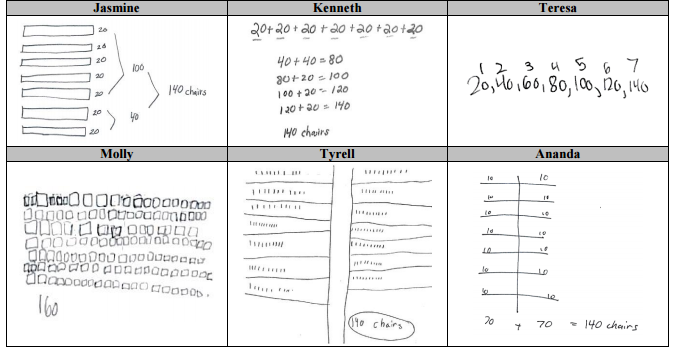 Jasmine
20
20
20
20
20
20
20
100
40
140 chairs
Kenneth
20+20+20+20+20+20+20
40+40=80
80+20=100
100+20=120
120+20=140
140 chairs
Teresa
1 2 3 4 5 6 7
20,40,60,80,100,120,140
Molly
160
Tyrell
140 chairs
Ananda
10 10
10 10
10 10
10 10
10 10
10 10
10 10
70 + 70 = 140 chairs